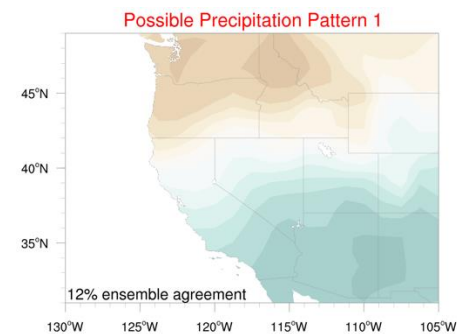 Possible Precipitation Pattern 1
45°N
40°N
35°N
12% ensemble agreement
130°W 125°W 120°W 115°W 110°W 105°W